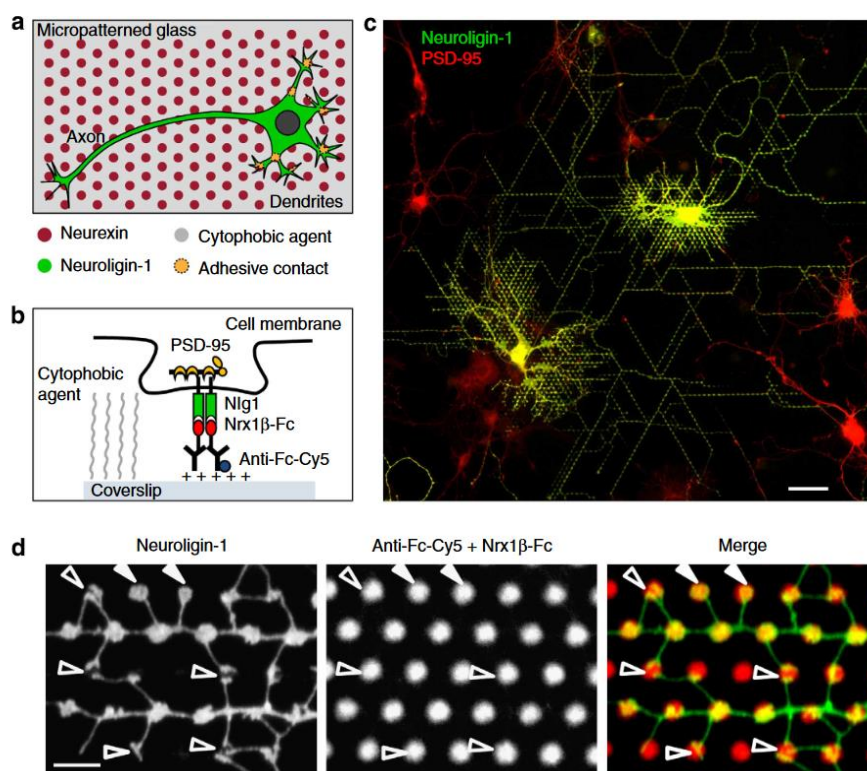 a
Micropatterned glass
Axon
Dendrites
Neurexin
Cytophobic agent
Neuroligin-1
Adhesive contact
b
Cell membrane
PSD-95
Cytophobic
agent
Nlg1
Nrx1β-Fc
Anti-Fc-Cy5
+ + + + +
Coverslip
c
Neuroligin-1
PSD-95
d
Neuroligin-1
Anti-Fc-Cy5 + Nrx1β-Fc
Merge